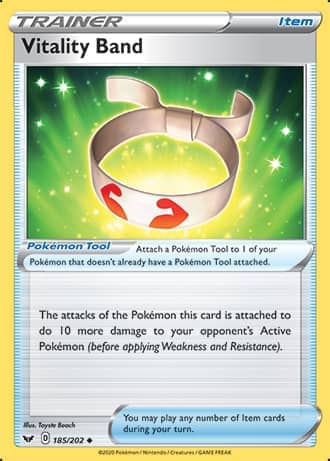 TRAINER Item
Vitality Band
Pokémon Tool Attach a Pokémon Tool to 1 of your
Pokémon that doesn't already have a Pokémon Tool attached.
The attacks of the Pokémon this card is attached to
do 10 more damage to your opponent's Active
Pokémon (before applying Weakness and Resistance).
Illus. Toyste Beach
D 185/202
You may play any number of Item cards
during your turn.
©2020 Pokémon / Nintendo / Creatures / GAME FREAK